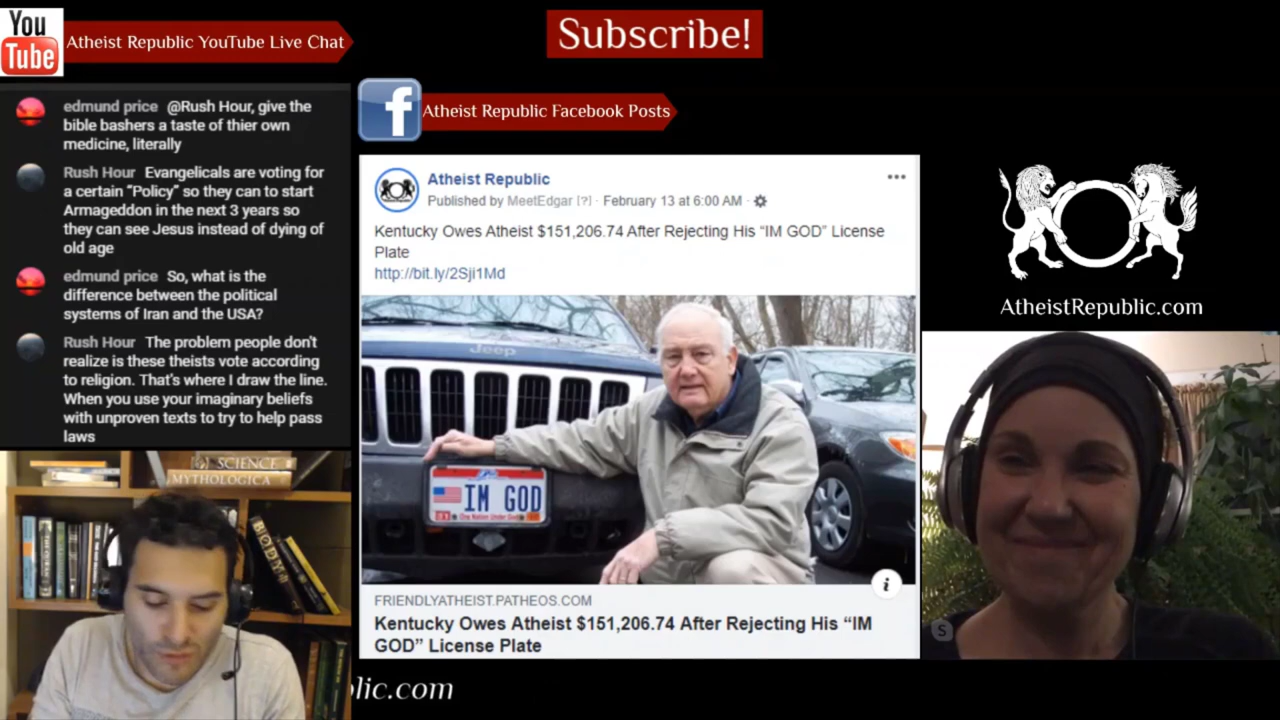 You
Tube
Atheist Republic YouTube Live Chat
Subscribe!
edmund price @Rush Hour, give the
bible bashers a taste of thier own
medicine, literally
Rush Hour Evangelicals are voting for
a certain “Policy” so they can to start
Armageddon in the next 3 years so
they can see Jesus instead of dying of
old age
edmund price So, what is the
difference between the political
systems of Iran and the USA?
Rush Hour The problem people don't
realize is these theists vote according
to religion. That's where I draw the line.
When you use your imaginary beliefs
with unproven texts to try to help pass
laws
f
Atheist Republic Facebook Posts
Atheist Republic
Published by MeetEdgar [?] · February 13 at 6:00 AM ·
Kentucky Owes Atheist $151,206.74 After Rejecting His “IM GOD” License
Plate
http://bit.ly/2Sji1Md
Jeep
IM GOD
One Nation Under God
i
FRIENDLYATHEIST.PATHEOS.COM
Kentucky Owes Atheist $151,206.74 After Rejecting His “IM
GOD” License Plate
AtheistRepublic.com
S
SCIENCE
MYTHOLOGICA
BODY
lic.com